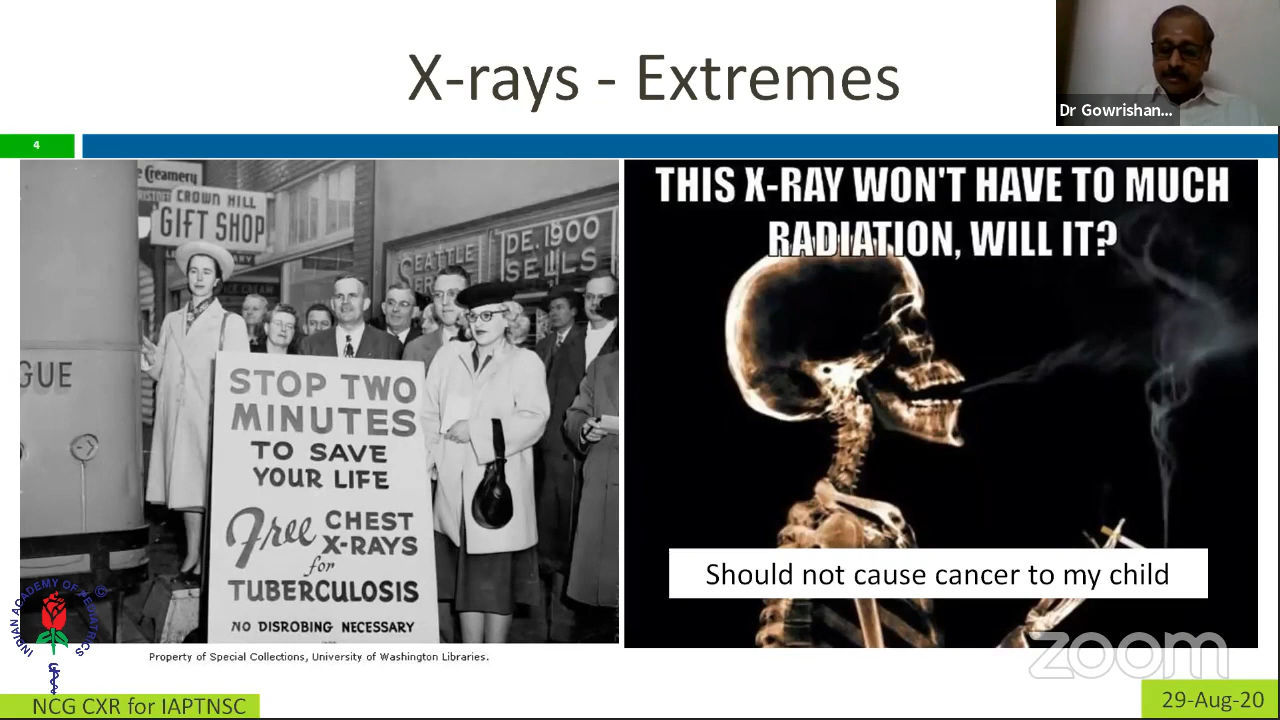 X-rays - Extremes
Dr Gowrishan...
4
e Creamery
CROWN HILL
GIFT SHOP
SEATTLE
DE. 1900
SELLS
GUE
STOP TWO
MINUTES
TO SAVE
YOUR LIFE
Free CHEST
X-RAYS
for
TUBERCULOSIS
NO DISROBING NECESSARY
Property of Special Collections, University of Washington Libraries.
THIS X-RAY WON'T HAVE TO MUCH
RADIATION, WILL IT?
Should not cause cancer to my child
zoom
INDIAN ACADEMY OF PEDIATRICS
©
NCG CXR for IAPTNSC
29-Aug-20